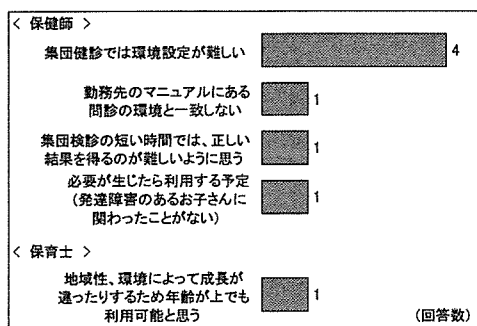 < 保健師 >
集団健診では環境設定が難しい
4
勤務先のマニュアルにある
問診の環境と一致しない
1
集団検診の短い時間では、正しい
結果を得るのが難しいように思う
1
必要が生じたら利用する予定
(発達障害のあるお子さんに
関わったことがない)
1
< 保育士 >
地域性、環境によって成長が
違ったりするため年齢が上でも
利用可能と思う
1
(回答数)